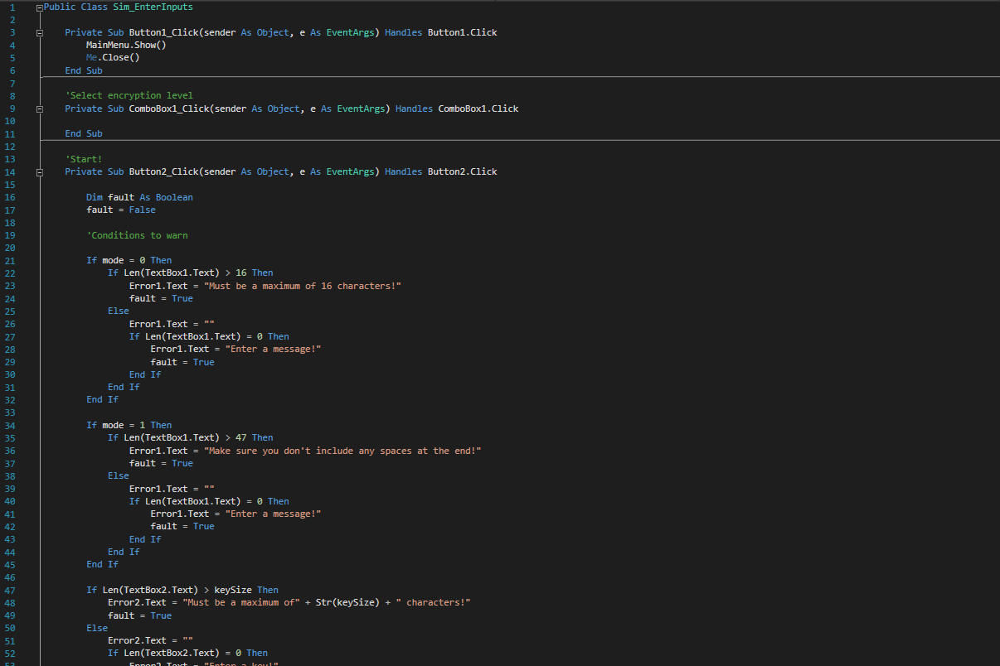 1 Public Class Sim_EnterInputs
2
3 Private Sub Button1_Click(sender As Object, e As EventArgs) Handles Button1.Click
4 MainMenu.Show()
5 Me.Close()
6 End Sub
7
8 'Select encryption level
9 Private Sub ComboBox1_Click(sender As Object, e As EventArgs) Handles ComboBox1.Click
10
11 End Sub
12
13 'Start!
14 Private Sub Button2_Click(sender As Object, e As EventArgs) Handles Button2.Click
15
16 Dim fault As Boolean
17 fault = False
18
19 'Conditions to warn
20
21 If mode = 0 Then
22 If Len(TextBox1.Text) > 16 Then
23 Error1.Text = "Must be a maximum of 16 characters!"
24 fault = True
25 Else
26 Error1.Text = ""
27 If Len(TextBox1.Text) = 0 Then
28 Error1.Text = "Enter a message!"
29 fault = True
30 End If
31 End If
32 End If
33
34 If mode = 1 Then
35 If Len(TextBox1.Text) > 47 Then
36 Error1.Text = "Make sure you don't include any spaces at the end!"
37 fault = True
38 Else
39 Error1.Text = ""
40 If Len(TextBox1.Text) = 0 Then
41 Error1.Text = "Enter a message!"
42 fault = True
43 End If
44 End If
45 End If
46
47 If Len(TextBox2.Text) > keySize Then
48 Error2.Text = "Must be a maximum of" + Str(keySize) + " characters!"
49 fault = True
50 Else
51 Error2.Text = ""
52 If Len(TextBox2.Text) = 0 Then
53 Error2.Text = "Enter a key!"